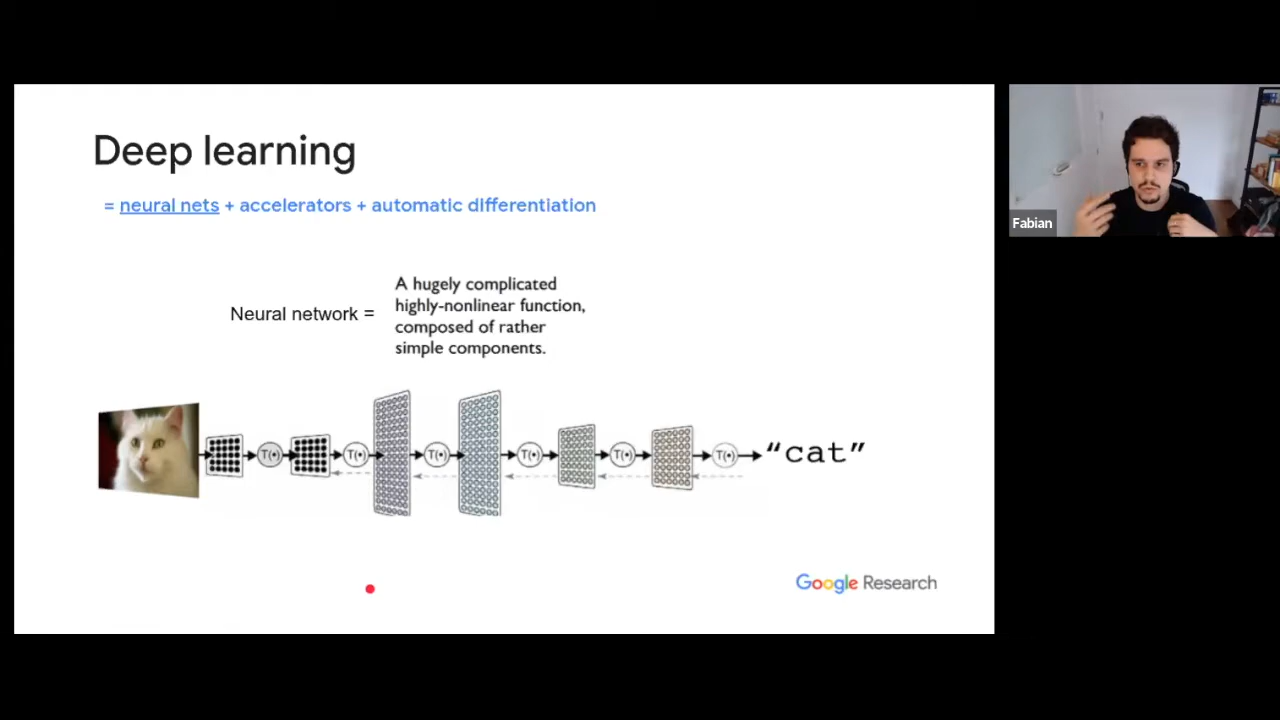 Deep learning
= neural nets + accelerators + automatic differentiation
Neural network =
A hugely complicated
highly-nonlinear function,
composed of rather
simple components.
T(•) T(•) T(•) T(•) T(•) T(•)
“cat”
Google Research
Fabian